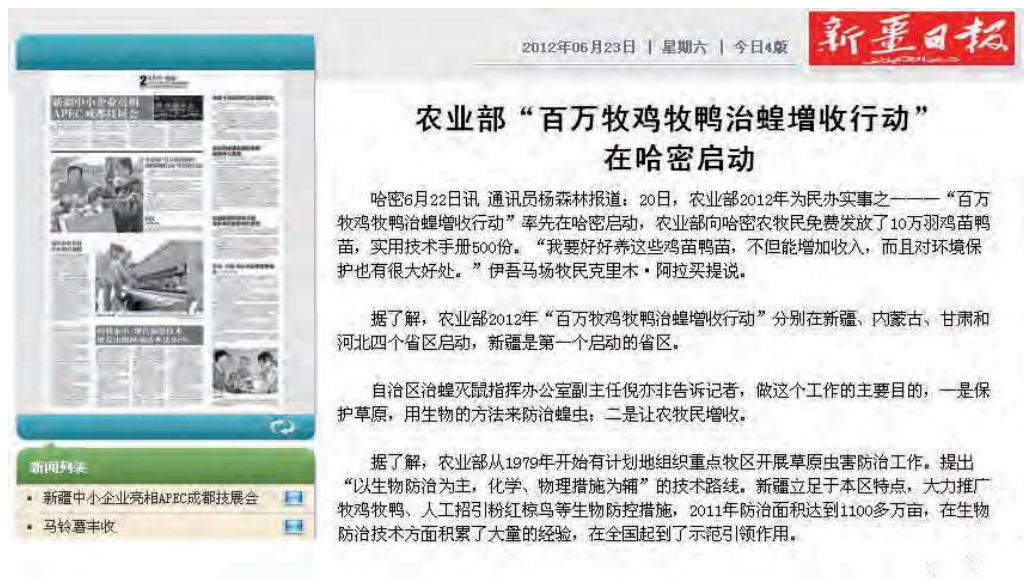 2012年06月23日 | 星期六 | 今日4版
新疆日报
农业部“百万牧鸡牧鸭治蝗增收行动”
在哈密启动
哈密6月22日讯 通讯员杨森林报道：20日，农业部2012年为民办实事之———“百万
牧鸡牧鸭治蝗增收行动”率先在哈密启动，农业部向哈密农牧民免费发放了10万羽鸡苗鸭
苗，实用技术手册500份。“我要好好养这些鸡苗鸭苗，不但能增加收入，而且对环境保
护也有很大好处。”伊吾马场牧民克里木·阿拉买提说。
据了解，农业部2012年“百万牧鸡牧鸭治蝗增收行动”分别在新疆、内蒙古、甘肃和
河北四个省区启动，新疆是第一个启动的省区。
自治区治蝗灭鼠指挥办公室副主任倪亦非告诉记者，做这个工作的主要目的，一是保
护草原，用生物的方法来防治蝗虫；二是让农牧民增收。
据了解，农业部从1979年开始有计划地组织重点牧区开展草原虫害防治工作。提出
“以生物防治为主，化学、物理措施为辅”的技术路线。新疆立足于本区特点，大力推广
牧鸡牧鸭、人工招引粉红椋鸟等生物防控措施，2011年防治面积达到1100多万亩，在生物
防治技术方面积累了大量的经验，在全国起到了示范引领作用。
新疆中小企业亮相
APEC成都技展会
新闻列表
新疆中小企业亮相APEC成都技展会
马铃薯丰收